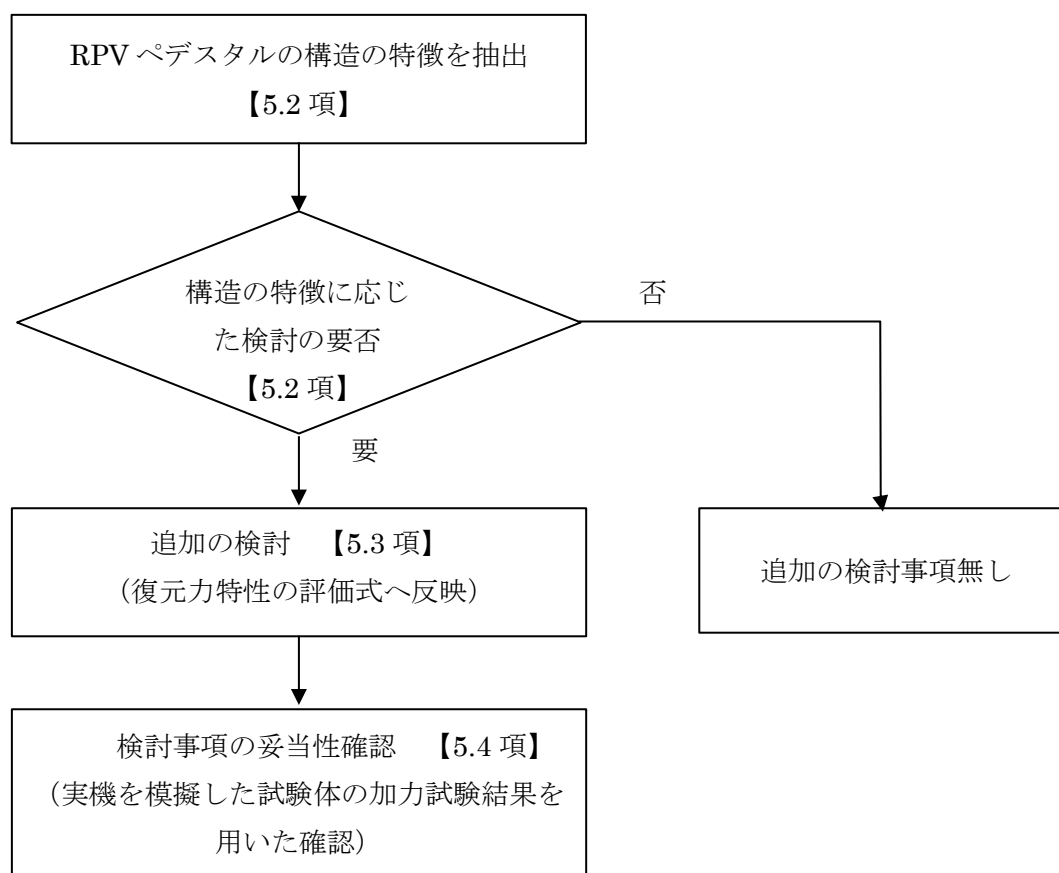 RPV ペデスタルの構造の特徴を抽出
【5.2 項】
構造の特徴に応じ
た検討の要否
【5.2 項】
否
要
追加の検討　【5.3 項】
（復元力特性の評価式へ反映）
追加の検討事項無し
検討事項の妥当性確認　【5.4 項】
（実機を模擬した試験体の加力試験結果を
用いた確認）